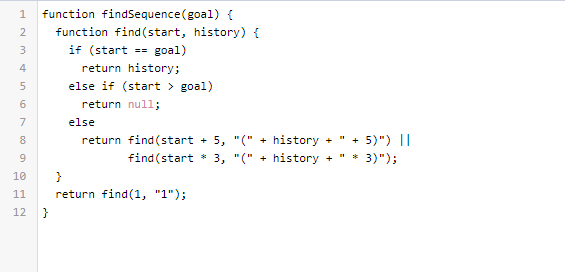 1 function findSequence(goal) {
2   function find(start, history) {
3     if (start == goal)
4       return history;
5     else if (start > goal)
6       return null;
7     else
8       return find(start + 5, "(" + history + " + 5)") ||
9              find(start * 3, "(" + history + " * 3)");
10   }
11   return find(1, "1");
12 }